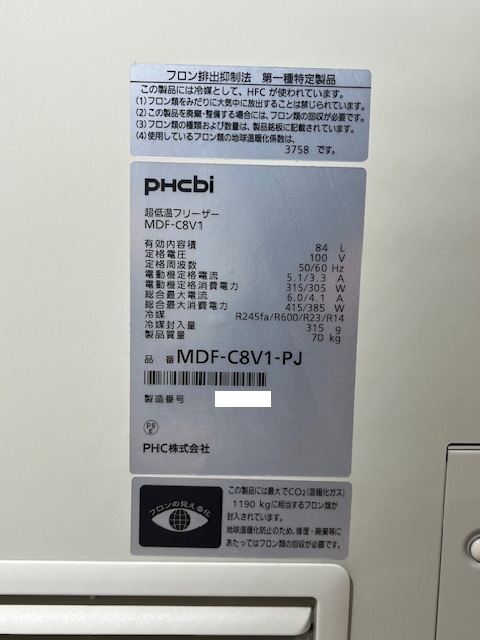 フロン排出抑制法 第一種特定製品
この製品には冷媒として、HFC が使われています。
(1)フロン類をみだりに大気中に放出することは禁じられています。
(2)この製品を廃棄・整備する場合には、フロン類の回収が必要です。
(3)フロン類の種類および数量は、製品銘板に記載されています。
(4)使用しているフロン類の地球温暖化係数は、
3758 です。
PHCbi
超低温フリーザー
MDF-C8V1
有効内容積 84 L
定格電圧 100 V
定格周波数 50/60 Hz
電動機定格電流 5.1/3.3 A
電動機定格消費電力 315/305 W
総合最大電流 6.0/4.1 A
総合最大消費電力 415/385 W
冷媒 R245fa/R600/R23/R14
冷媒封入量 315 g
製品質量 70 kg
品 番 MDF-C8V1-PJ
製造番号
PS
E
PHC株式会社
フロンの見える化
この製品には最大でCO2(温暖化ガス)
1190 kgに相当するフロン類が
封入されています。
地球温暖化防止のため、修理・廃棄等に
あたってはフロン類の回収が必要です。